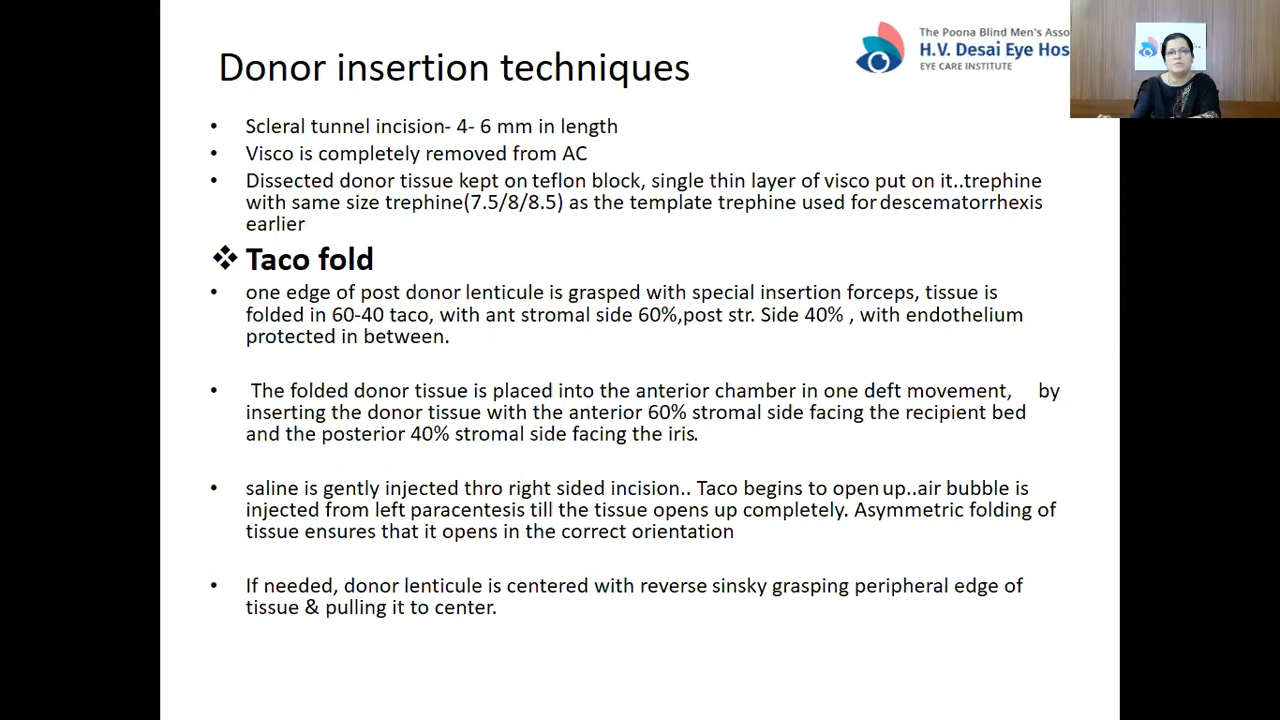 Donor insertion techniques
The Poona Blind Men's Asso
H.V. Desai Eye Hos
EYE CARE INSTITUTE
• Scleral tunnel incision- 4- 6 mm in length
• Visco is completely removed from AC
• Dissected donor tissue kept on teflon block, single thin layer of visco put on it..trephine
with same size trephine(7.5/8/8.5) as the template trephine used for descematorrhexis
earlier
❖ Taco fold
• one edge of post donor lenticule is grasped with special insertion forceps, tissue is
folded in 60-40 taco, with ant stromal side 60%,post str. Side 40% , with endothelium
protected in between.
• The folded donor tissue is placed into the anterior chamber in one deft movement, by
inserting the donor tissue with the anterior 60% stromal side facing the recipient bed
and the posterior 40% stromal side facing the iris.
• saline is gently injected thro right sided incision.. Taco begins to open up..air bubble is
injected from left paracentesis till the tissue opens up completely. Asymmetric folding of
tissue ensures that it opens in the correct orientation
• If needed, donor lenticule is centered with reverse sinsky grasping peripheral edge of
tissue & pulling it to center.